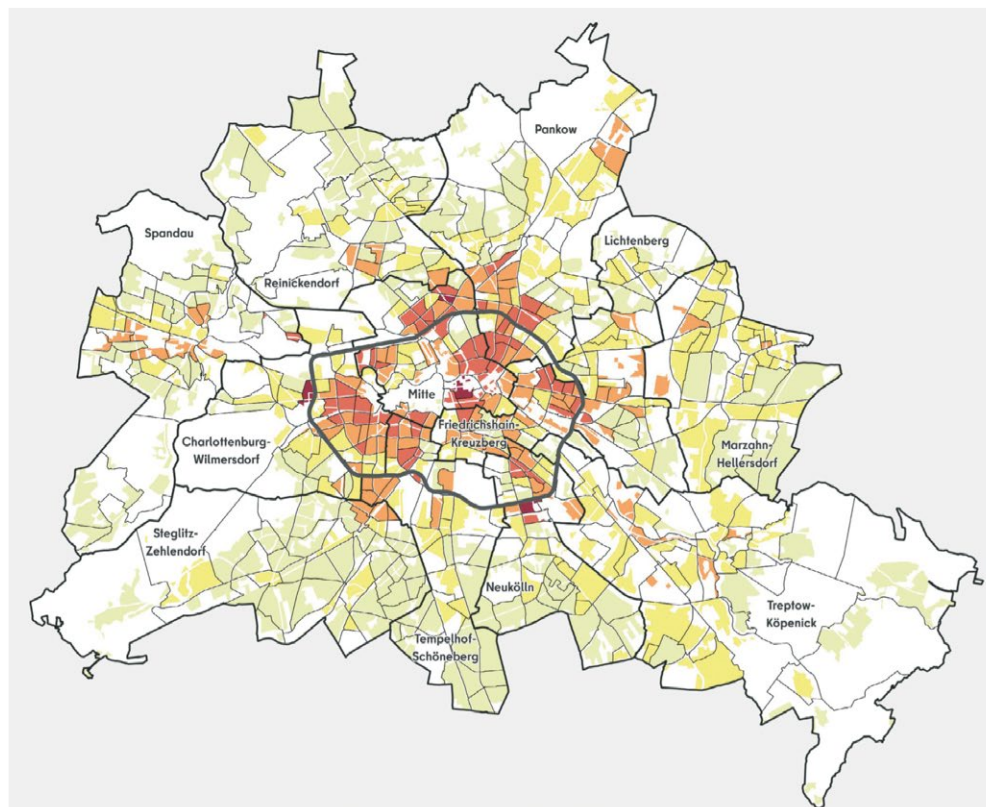 Pankow
Spandau
Lichtenberg
Reinickendorf
Mitte
Friedrichshain-
Kreuzberg
Charlottenburg-
Wilmersdorf
Marzahn-
Hellersdorf
Steglitz-
Zehlendorf
Neukölln
Treptow-
Köpenick
Tempelhof-
Schöneberg